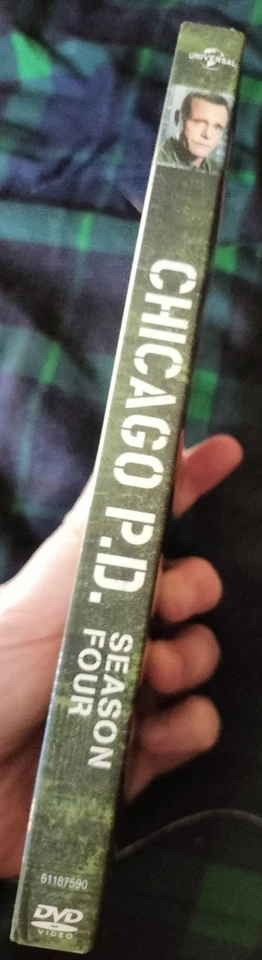 UNIVERSAL
CHICAGO P.D.
SEASON
FOUR
61187590
DVD
VIDEO